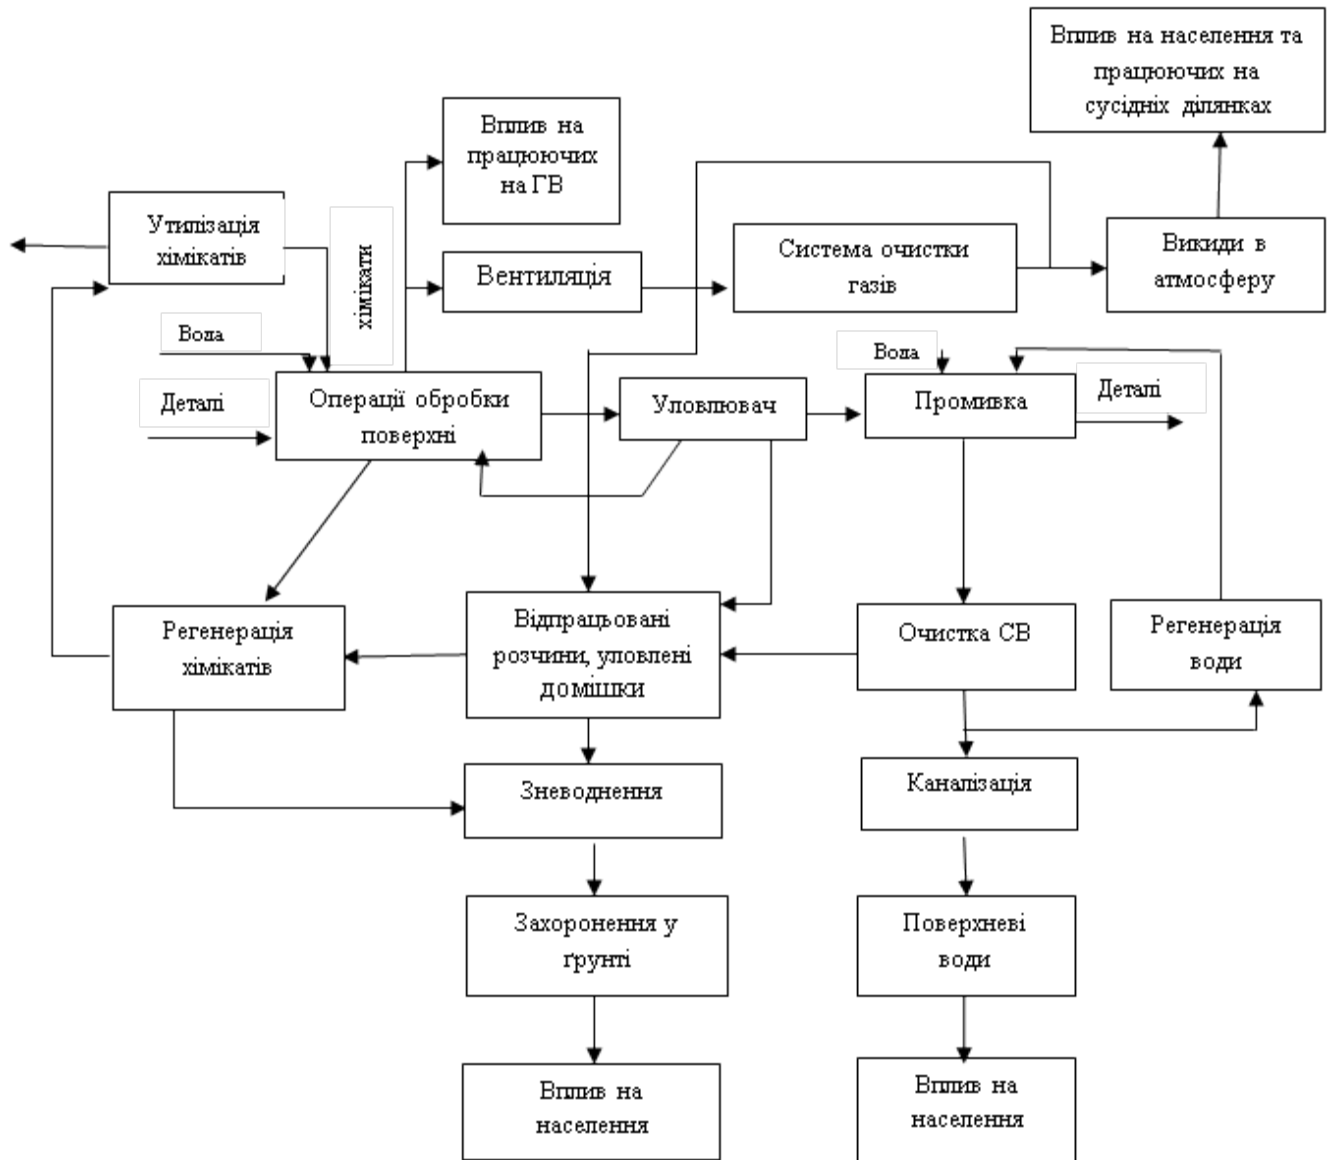 Вплив на населення та
працюючих на
сусідніх ділянках
Вплив на
працюючих
на ГВ
Утилізація
хімікатів
хімікати
Вентиляція
Система очистки
газів
Викиди в
атмосферу
Вода
Деталі
Операції обробки
поверхні
Уловлювач
Вода
Промивка
Деталі
Регенерація
хімікатів
Відпрацьовані
розчини, уловлені
домішки
Очистка СВ
Регенерація
води
Зневоднення
Каналізація
Захоронення у
ґрунті
Поверхневі
води
Вплив на
населення
Вплив на
населення